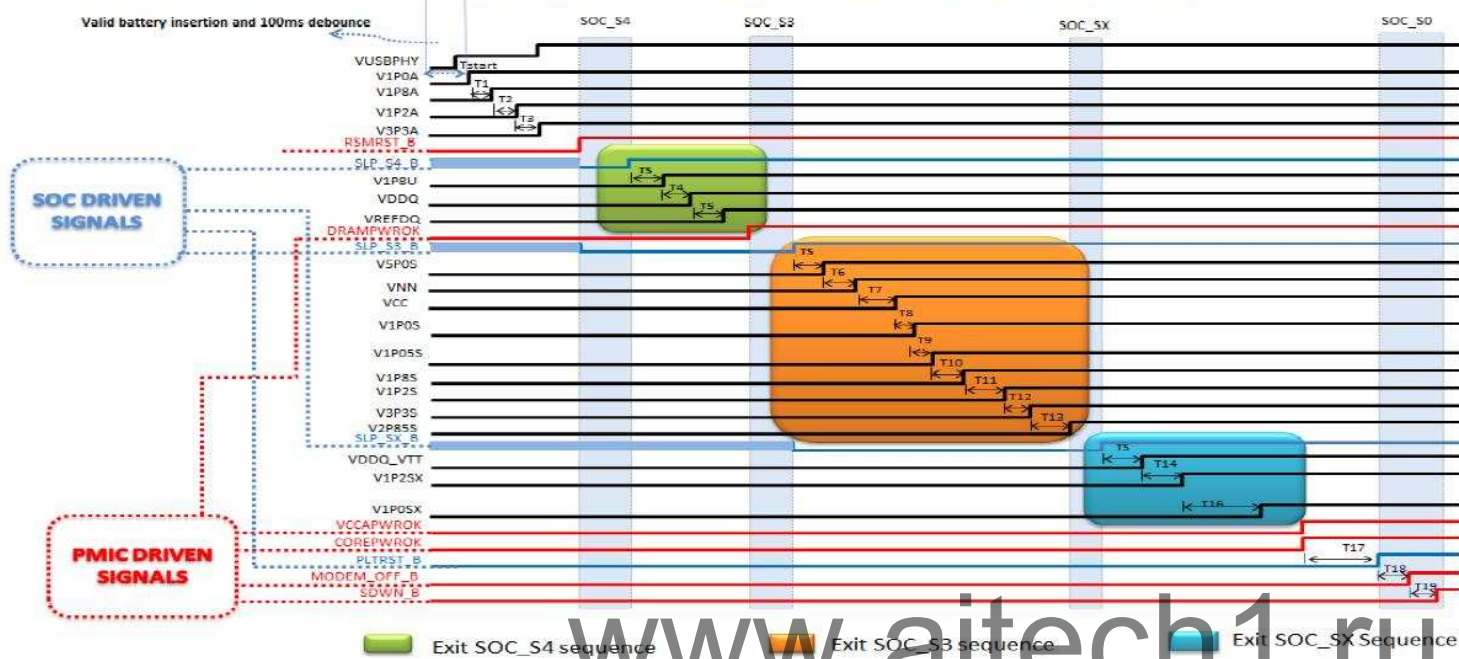 Valid battery insertion and 100ms debounce
SOC_S4
SOC_S3
SOC_SX
SOC_S0
VUSBPHY
Tstart
V1P0A
T1
V1P8A
T2
V1P2A
T3
V3P3A
RSMRST_B
SLP_S4_B
V1P8U
T5
VDDQ
T4
VREFDQ
T5
DRAMPWROK
SLP_S3_B
V5P0S
T5
VNN
T6
VCC
T7
V1P0S
T8
V1P05S
T9
V1P8S
T10
V1P2S
T11
V3P3S
T12
V2P85S
T13
SLP_SX_B
VDDQ_VTT
T5
V1P2SX
T14
V1P0SX
T16
VCCAPWROK
COREPWROK
PLTRST_B
T17
MODEM_OFF_B
T18
SDWN_B
T19
SOC DRIVEN
SIGNALS
PMIC DRIVEN
SIGNALS
www.aitech1.ru
Exit SOC_S4 sequence
Exit SOC_S3 sequence
Exit SOC_SX Sequence